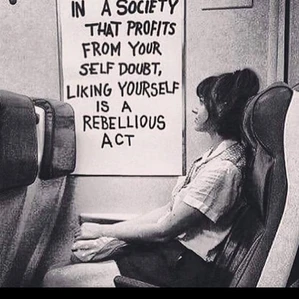 IN A SOCIETY
THAT PROFITS
FROM YOUR
SELF DOUBT,
LIKING YOURSELF
IS A
REBELLIOUS
ACT